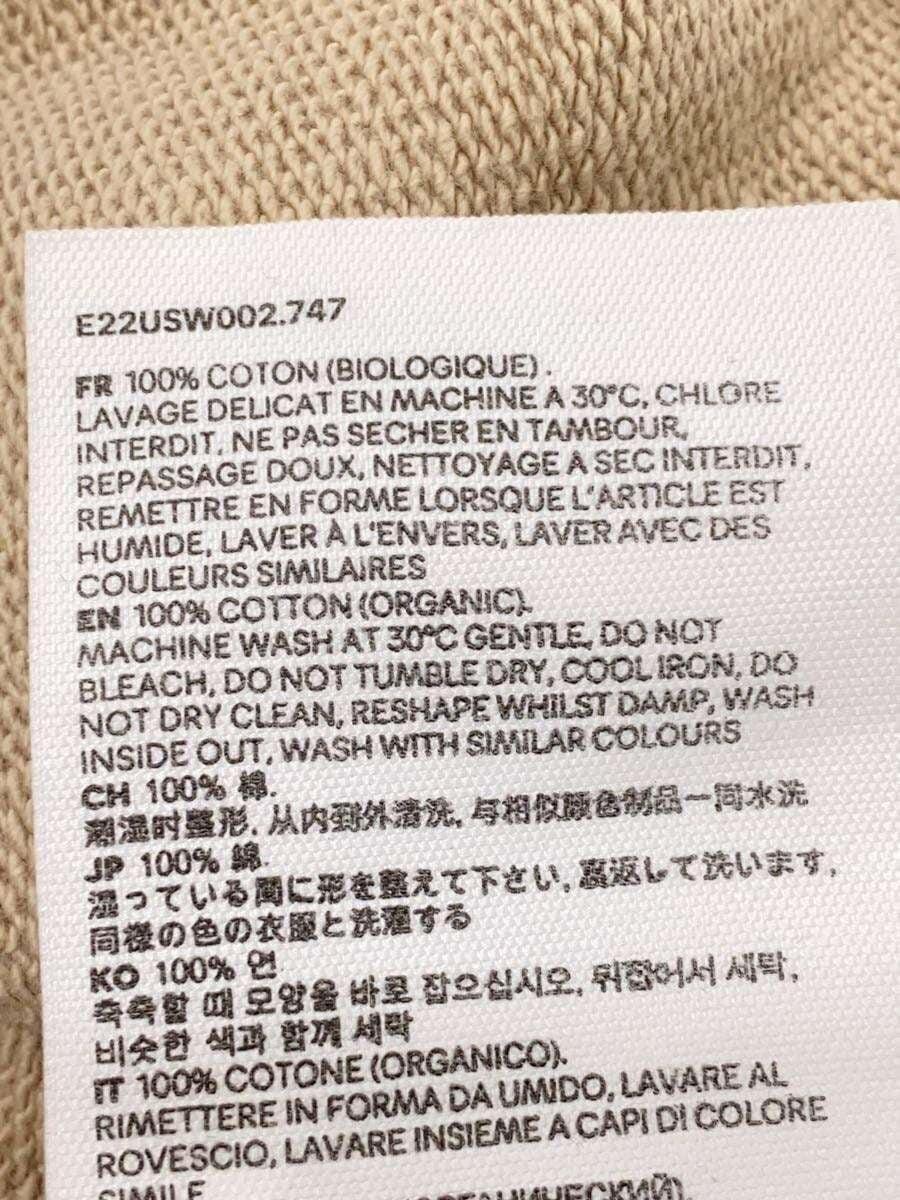 E22USW002.747
FR 100% COTON (BIOLOGIQUE).
LAVAGE DELICAT EN MACHINE A 30°C, CHLORE
INTERDIT, NE PAS SECHER EN TAMBOUR,
REPASSAGE DOUX, NETTOYAGE A SEC INTERDIT,
REMETTRE EN FORME LORSQUE L'ARTICLE EST
HUMIDE, LAVER À L'ENVERS, LAVER AVEC DES
COULEURS SIMILAIRES
EN 100% COTTON (ORGANIC).
MACHINE WASH AT 30°C GENTLE, DO NOT
BLEACH, DO NOT TUMBLE DRY, COOL IRON, DO
NOT DRY CLEAN, RESHAPE WHILST DAMP, WASH
INSIDE OUT, WASH WITH SIMILAR COLOURS
CH 100% 棉.
潮湿时整形, 从内到外清洗, 与相似颜色制品一同水洗
JP 100% 綿.
湿っている間に形を整えて下さい, 裏返して洗います,
同様の色の衣服と洗濯する
KO 100% 면
축축할 때 모양을 바로 잡으십시오, 뒤집어서 세탁,
비슷한 색과 함께 세탁
IT 100% COTONE (ORGANICO).
RIMETTERE IN FORMA DA UMIDO, LAVARE AL
ROVESCIO, LAVARE INSIEME A CAPI DI COLORE
SIMILE